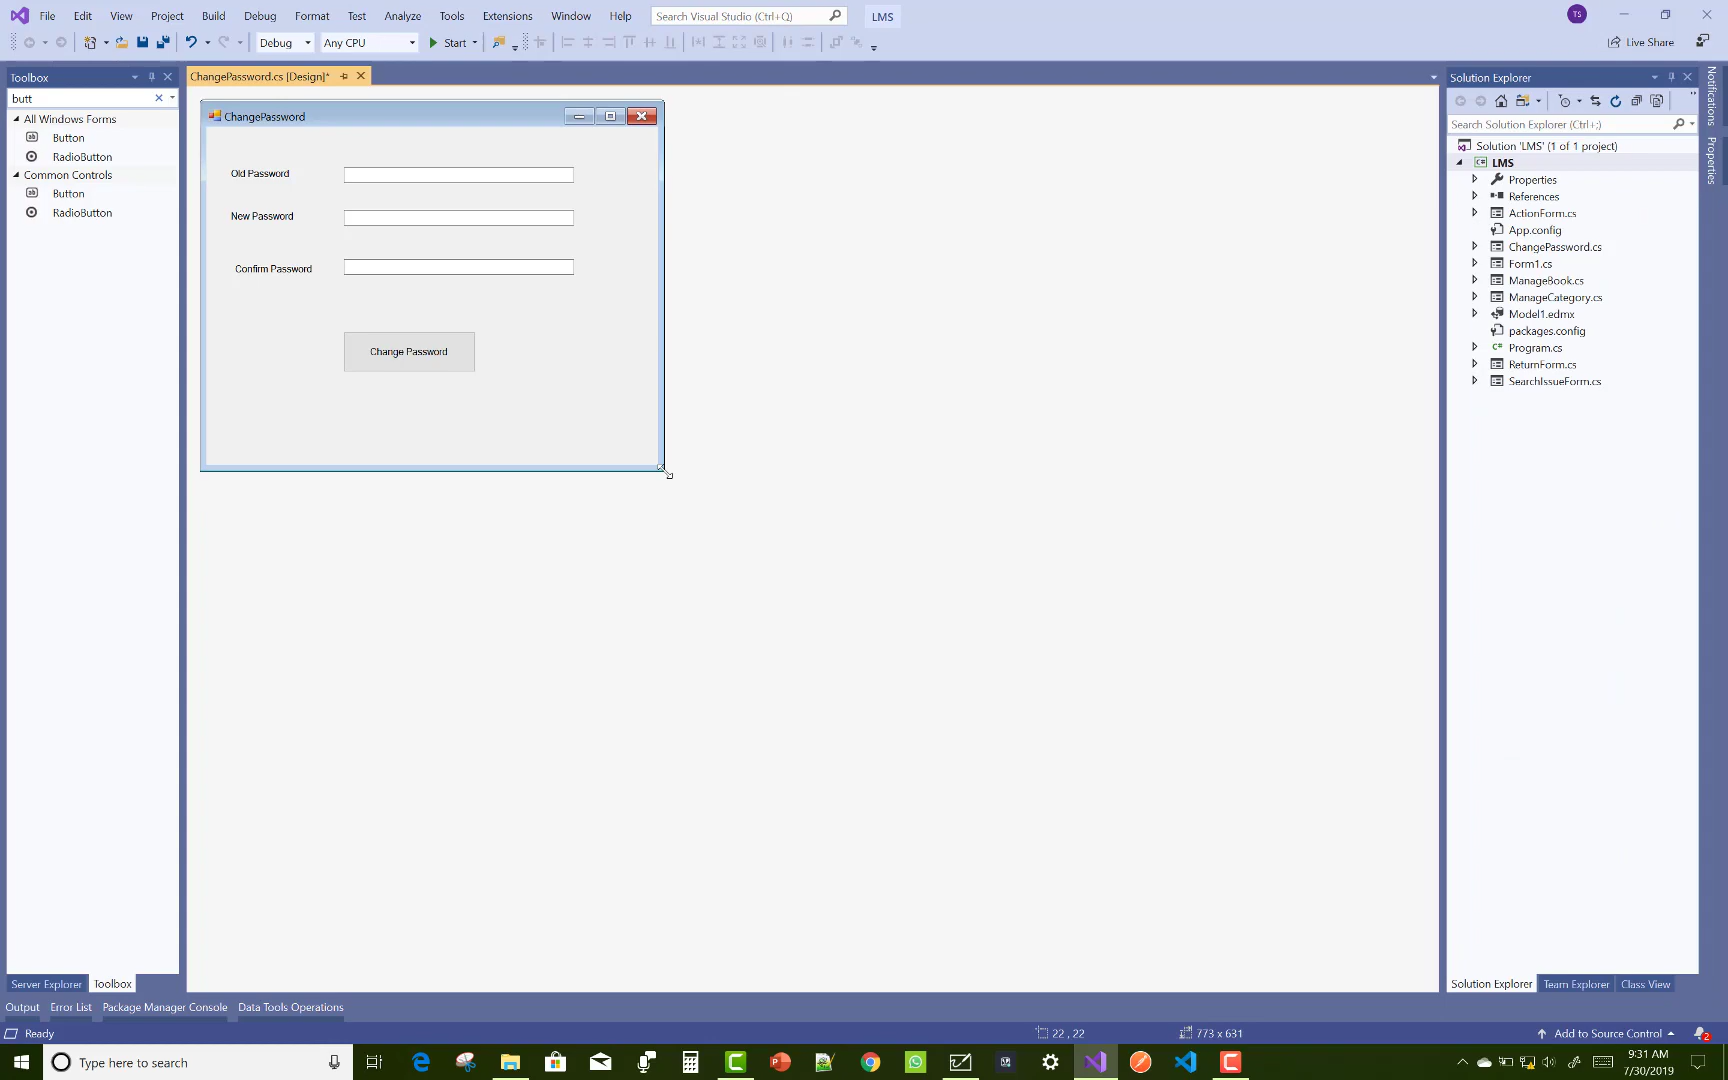 File Edit View Project Build Debug Format Test Analyze Tools Extensions Window Help Search Visual Studio (Ctrl+Q) LMS TS
Debug Any CPU Start Live Share
Toolbox
butt
All Windows Forms
Button
RadioButton
Common Controls
Button
RadioButton
ChangePassword.cs [Design]*
ChangePassword
Old Password
New Password
Confirm Password
Change Password
Solution Explorer
Search Solution Explorer (Ctrl+;)
Solution 'LMS' (1 of 1 project)
C# LMS
Properties
References
ActionForm.cs
App.config
ChangePassword.cs
Form1.cs
ManageBook.cs
ManageCategory.cs
Model1.edmx
packages.config
C# Program.cs
ReturnForm.cs
SearchIssueForm.cs
Notifications
Properties
Server Explorer Toolbox
Solution Explorer Team Explorer Class View
Output Error List Package Manager Console Data Tools Operations
Ready 22 , 22 773 x 631 Add to Source Control 2
Type here to search
9:31 AM
7/30/2019